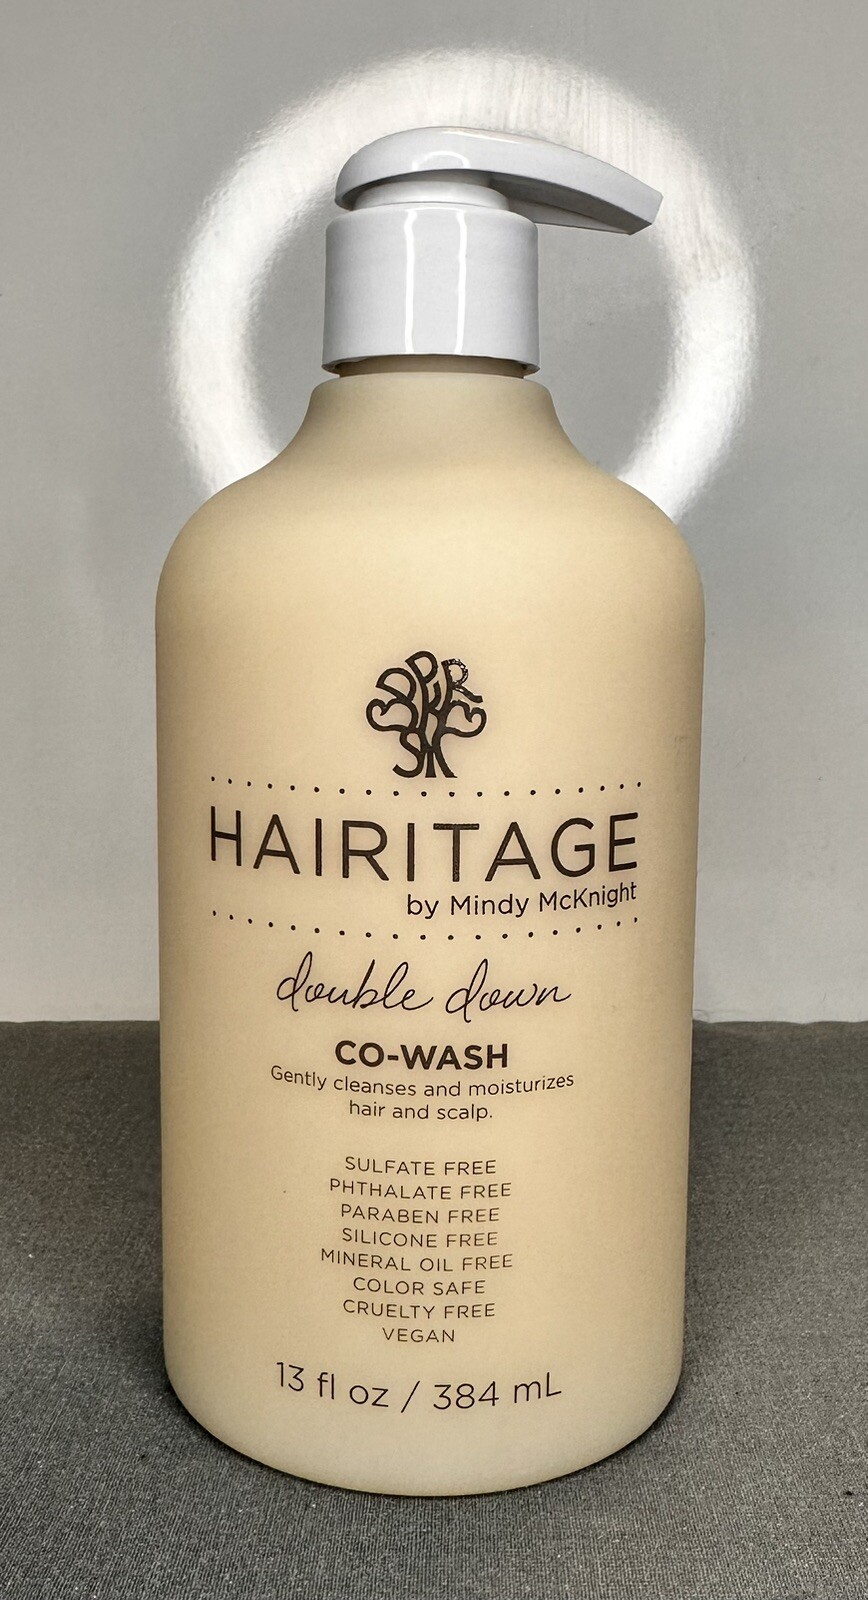 HAIRITAGE
by Mindy McKnight
double down
CO-WASH
Gently cleanses and moisturizes
hair and scalp.
SULFATE FREE
PHTHALATE FREE
PARABEN FREE
SILICONE FREE
MINERAL OIL FREE
COLOR SAFE
CRUELTY FREE
VEGAN
13 fl oz / 384 mL